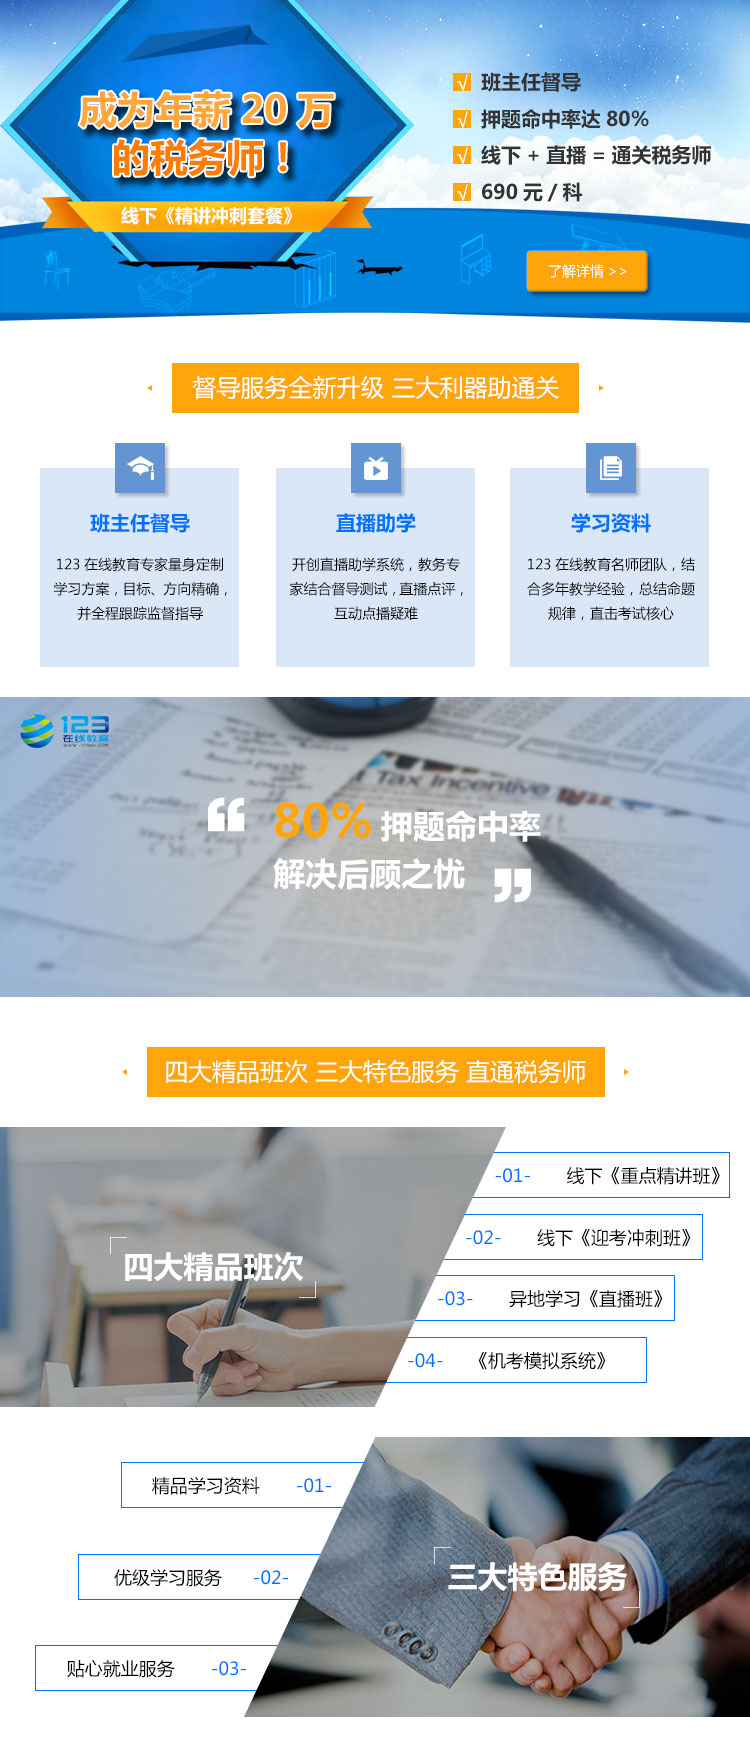 成为年薪 20 万
的税务师！
线下《精讲冲刺套餐》
√ 班主任督导
√ 押题命中率达 80%
√ 线下 + 直播 = 通关税务师
√ 690 元 / 科
了解详情 >>
督导服务全新升级 三大利器助通关
班主任督导
123 在线教育专家量身定制
学习方案，目标、方向精确，
并全程跟踪监督指导
直播助学
开创直播助学系统，教务专
家结合督导测试，直播点评，
互动点播疑难
学习资料
123 在线教育名师团队，结
合多年教学经验，总结命题
规律，直击考试核心
123
在线教育
Tax Incentive
80% 押题命中率
解决后顾之忧
四大精品班次 三大特色服务 直通税务师
四大精品班次
-01- 线下《重点精讲班》
-02- 线下《迎考冲刺班》
-03- 异地学习《直播班》
-04- 《机考模拟系统》
精品学习资料 -01-
优级学习服务 -02-
贴心就业服务 -03-
三大特色服务